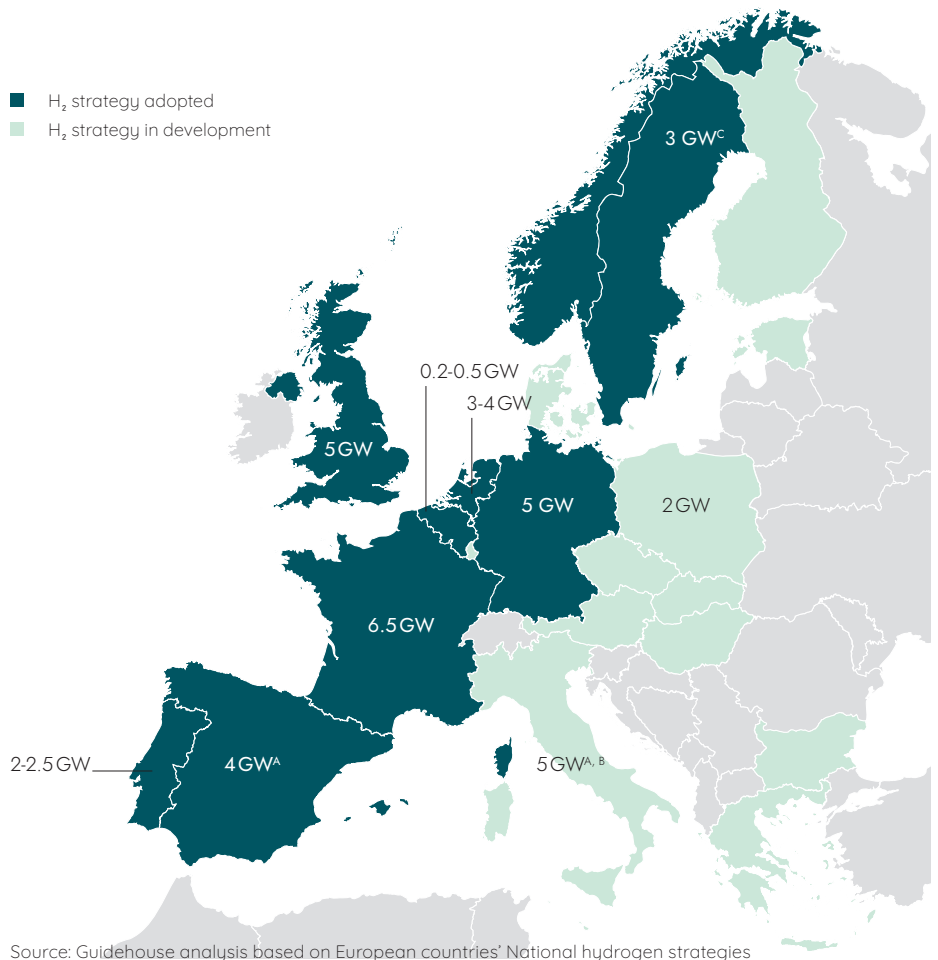 H₂ strategy adopted
H₂ strategy in development
3 GWᶜ
0.2-0.5 GW
3-4 GW
5 GW
5 GW
2 GW
6.5 GW
2-2.5 GW
4 GWᴬ
5 GWᴬ, ᴮ
Source: Guidehouse analysis based on European countries’ National hydrogen strategies